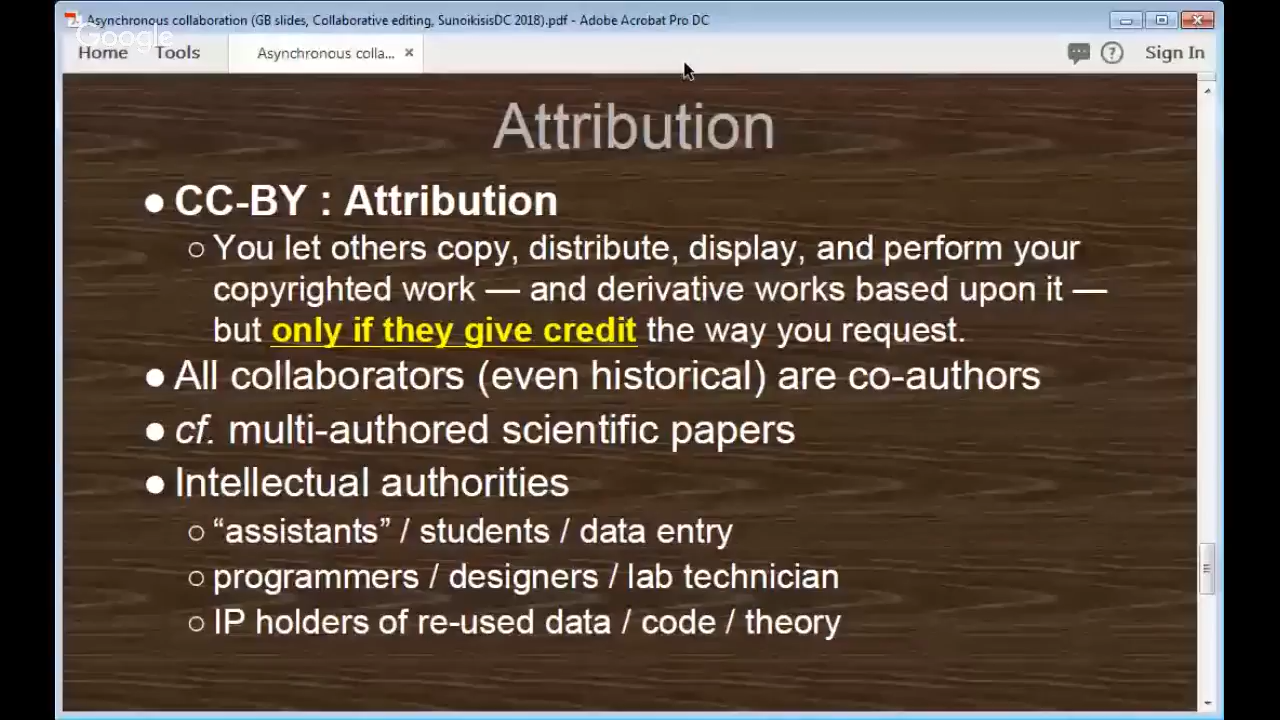 Asynchronous collaboration (GB slides, Collaborative editing, SunoikisisDC 2018).pdf - Adobe Acrobat Pro DC
Google
Home Tools Asynchronous colla... × Sign In
Attribution
● CC-BY : Attribution
○ You let others copy, distribute, display, and perform your
copyrighted work — and derivative works based upon it —
but only if they give credit the way you request.
● All collaborators (even historical) are co-authors
● cf. multi-authored scientific papers
● Intellectual authorities
○ “assistants” / students / data entry
○ programmers / designers / lab technician
○ IP holders of re-used data / code / theory